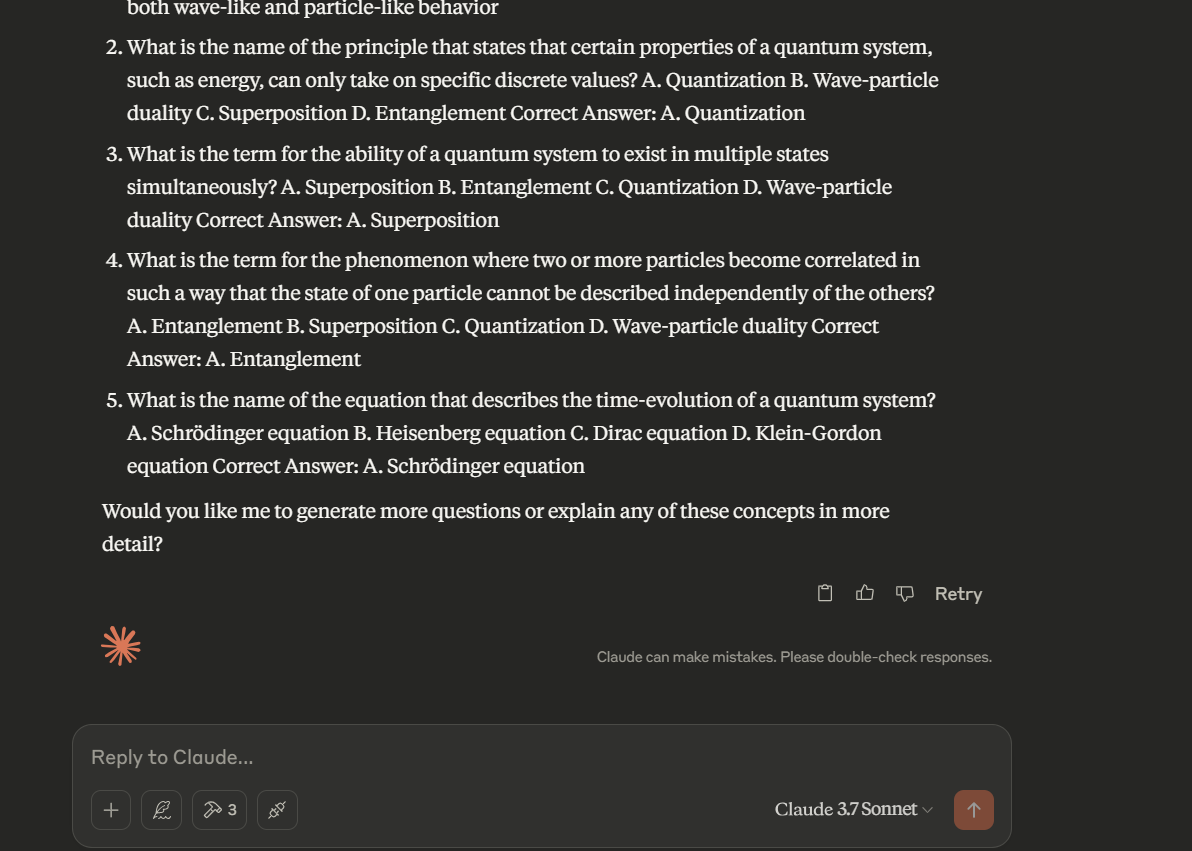 both wave-like and particle-like behavior
2. What is the name of the principle that states that certain properties of a quantum system,
such as energy, can only take on specific discrete values? A. Quantization B. Wave-particle
duality C. Superposition D. Entanglement Correct Answer: A. Quantization
3. What is the term for the ability of a quantum system to exist in multiple states
simultaneously? A. Superposition B. Entanglement C. Quantization D. Wave-particle
duality Correct Answer: A. Superposition
4. What is the term for the phenomenon where two or more particles become correlated in
such a way that the state of one particle cannot be described independently of the others?
A. Entanglement B. Superposition C. Quantization D. Wave-particle duality Correct
Answer: A. Entanglement
5. What is the name of the equation that describes the time-evolution of a quantum system?
A. Schrödinger equation B. Heisenberg equation C. Dirac equation D. Klein-Gordon
equation Correct Answer: A. Schrödinger equation
Would you like me to generate more questions or explain any of these concepts in more
detail?
Retry
Claude can make mistakes. Please double-check responses.
Reply to Claude...
3
Claude 3.7 Sonnet